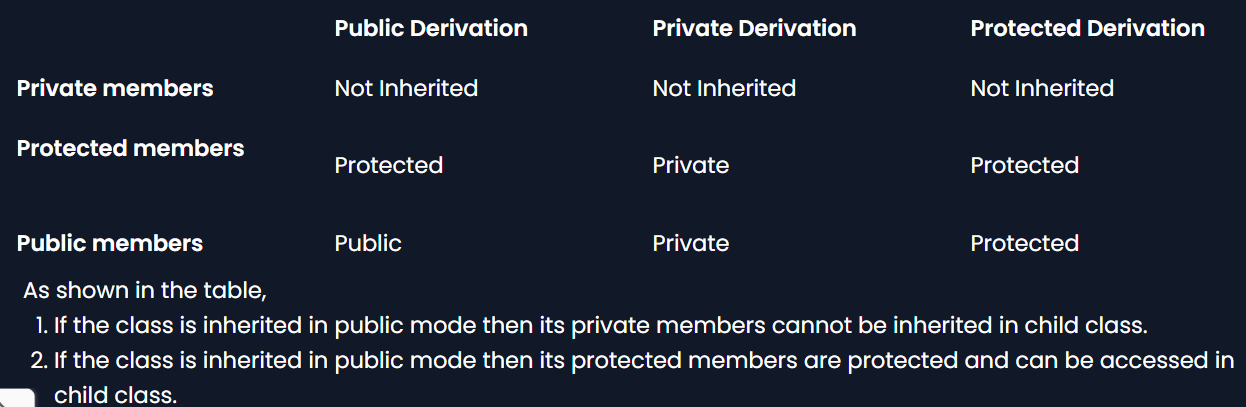 Public Derivation Private Derivation Protected Derivation
Private members Not Inherited Not Inherited Not Inherited
Protected members
Protected Private Protected
Public members Public Private Protected
As shown in the table,
1. If the class is inherited in public mode then its private members cannot be inherited in child class.
2. If the class is inherited in public mode then its protected members are protected and can be accessed in
child class.